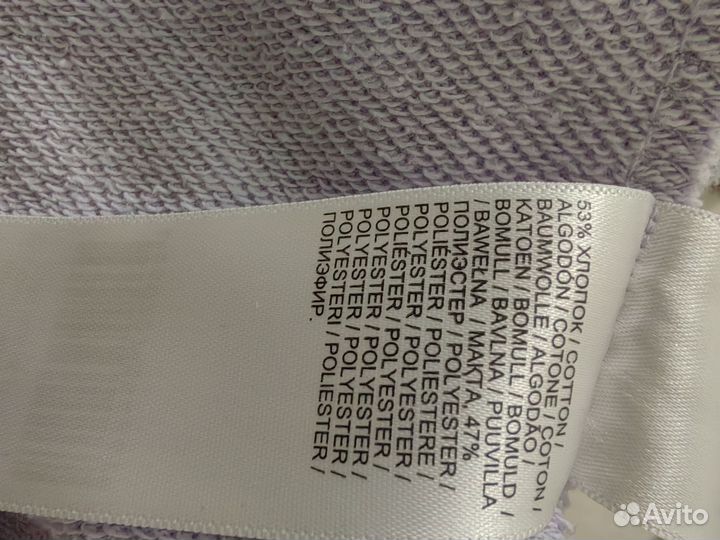 53% ХЛОПОК / COTTON /
ALGODÓN / COTONE / COTON /
BAUMWOLLE / ALGODÃO /
KATOEN / BOMULL / BOMULD
BOMULL / BAVLNA / PUUVILLA
/ BAWEŁNA / МАКТА, 47%
ПОЛИЭСТЕР / POLYESTER /
POLIÉSTER / POLIESTERE /
POLYESTER / POLYESTER /
POLIÉSTER / POLYESTER /
POLYESTER / POLYESTER /
POLYESTER / POLYESTER /
POLYESTERI / POLIESTER /
ПОЛИЭФИР.
Avito